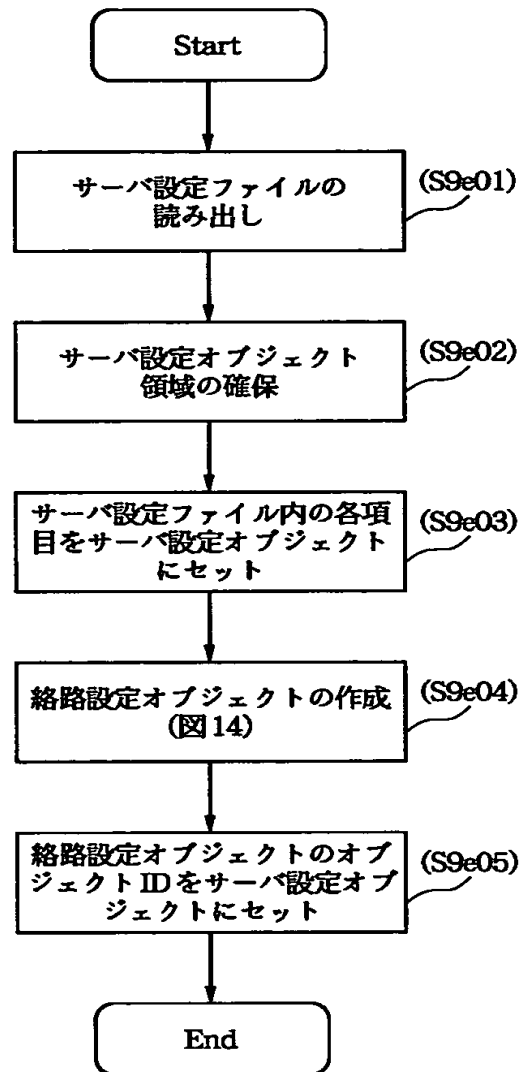 Start
サーバ設定ファイルの
読み出し
(S9e01)
サーバ設定オブジェクト
領域の確保
(S9e02)
サーバ設定ファイル内の各項
目をサーバ設定オブジェクト
にセット
(S9e03)
絡路設定オブジェクトの作成
(図14)
(S9e04)
絡路設定オブジェクトのオブ
ジェクトIDをサーバ設定オブ
ジェクトにセット
(S9e05)
End